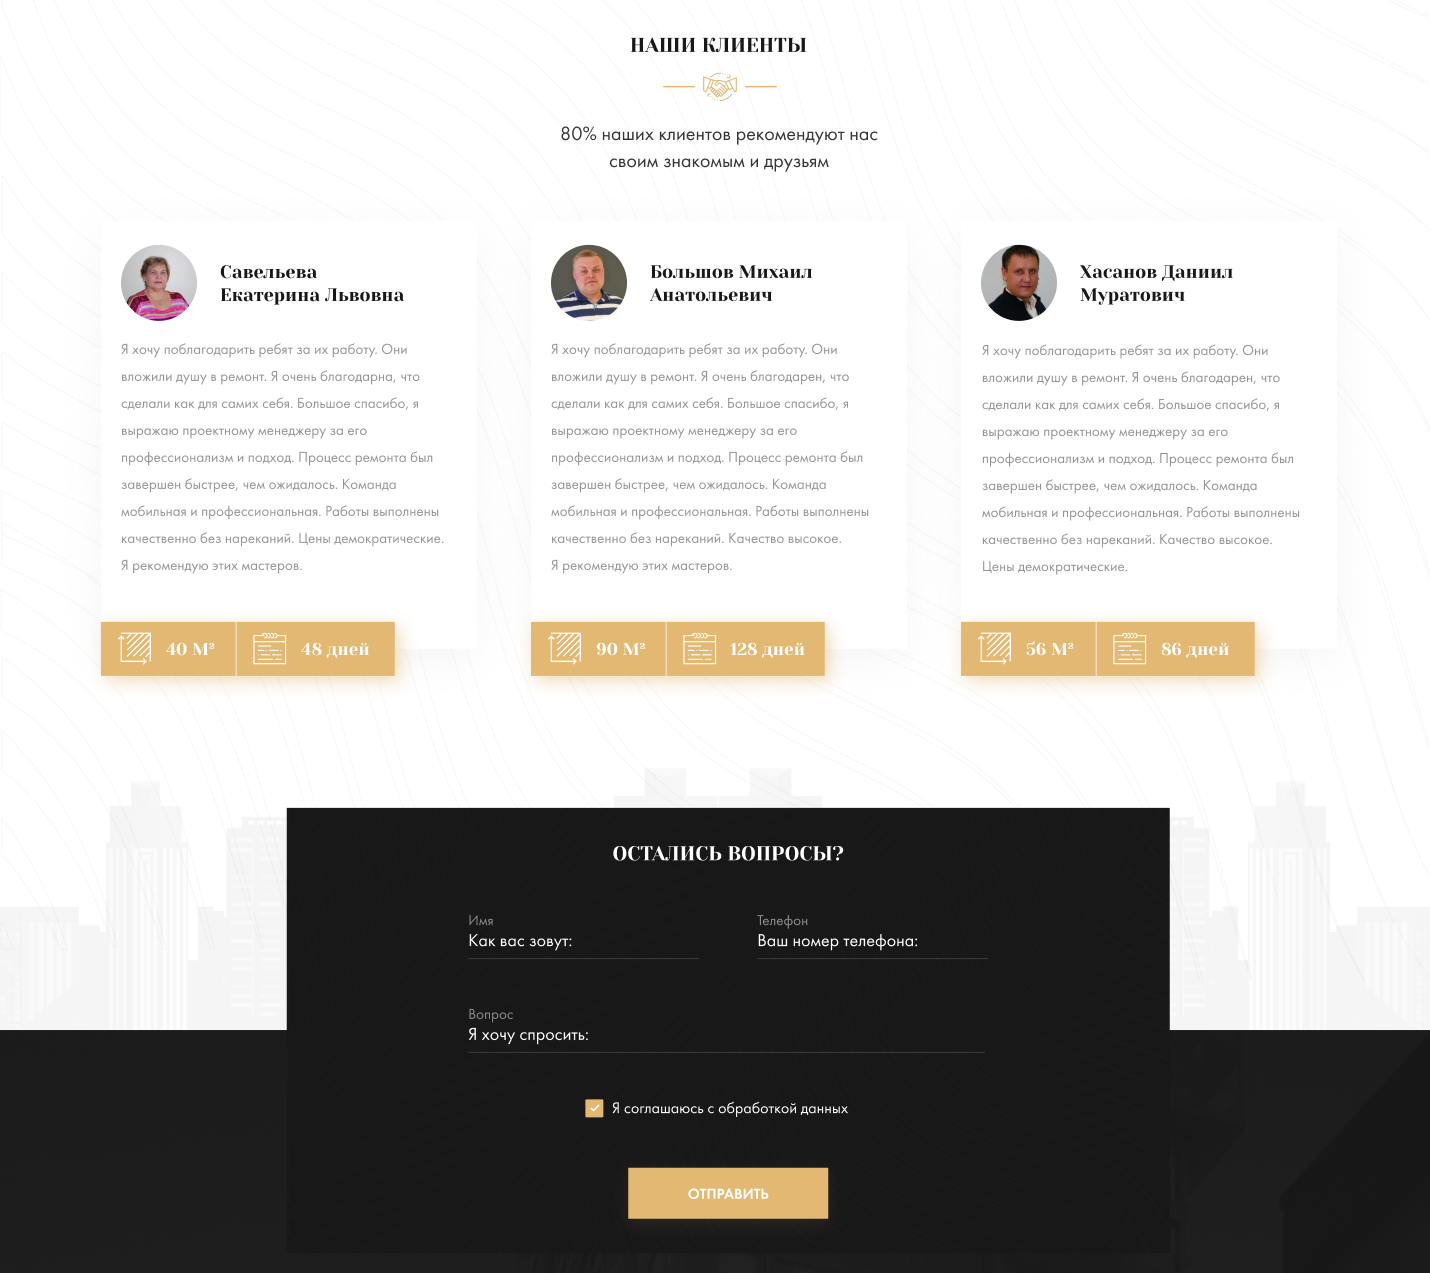 НАШИ КЛИЕНТЫ
80% наших клиентов рекомендуют нас
своим знакомым и друзьям
Савельева
Екатерина Львовна
Я хочу поблагодарить ребят за их работу. Они
вложили душу в ремонт. Я очень благодарна, что
сделали как для самих себя. Большое спасибо, я
выражаю проектному менеджеру за его
профессионализм и подход. Процесс ремонта был
завершен быстрее, чем ожидалось. Команда
мобильная и профессиональная. Работы выполнены
качественно без нареканий. Цены демократические.
Я рекомендую этих мастеров.
40 М²
48 дней
Большов Михаил
Анатольевич
Я хочу поблагодарить ребят за их работу. Они
вложили душу в ремонт. Я очень благодарен, что
сделали как для самих себя. Большое спасибо, я
выражаю проектному менеджеру за его
профессионализм и подход. Процесс ремонта был
завершен быстрее, чем ожидалось. Команда
мобильная и профессиональная. Работы выполнены
качественно без нареканий. Качество высокое.
Я рекомендую этих мастеров.
90 М²
128 дней
Хасанов Даниил
Муратович
Я хочу поблагодарить ребят за их работу. Они
вложили душу в ремонт. Я очень благодарен, что
сделали как для самих себя. Большое спасибо, я
выражаю проектному менеджеру за его
профессионализм и подход. Процесс ремонта был
завершен быстрее, чем ожидалось. Команда
мобильная и профессиональная. Работы выполнены
качественно без нареканий. Качество высокое.
Цены демократические.
56 М²
86 дней
ОСТАЛИСЬ ВОПРОСЫ?
Имя
Как вас зовут:
Телефон
Ваш номер телефона:
Вопрос
Я хочу спросить:
Я соглашаюсь с обработкой данных
ОТПРАВИТЬ